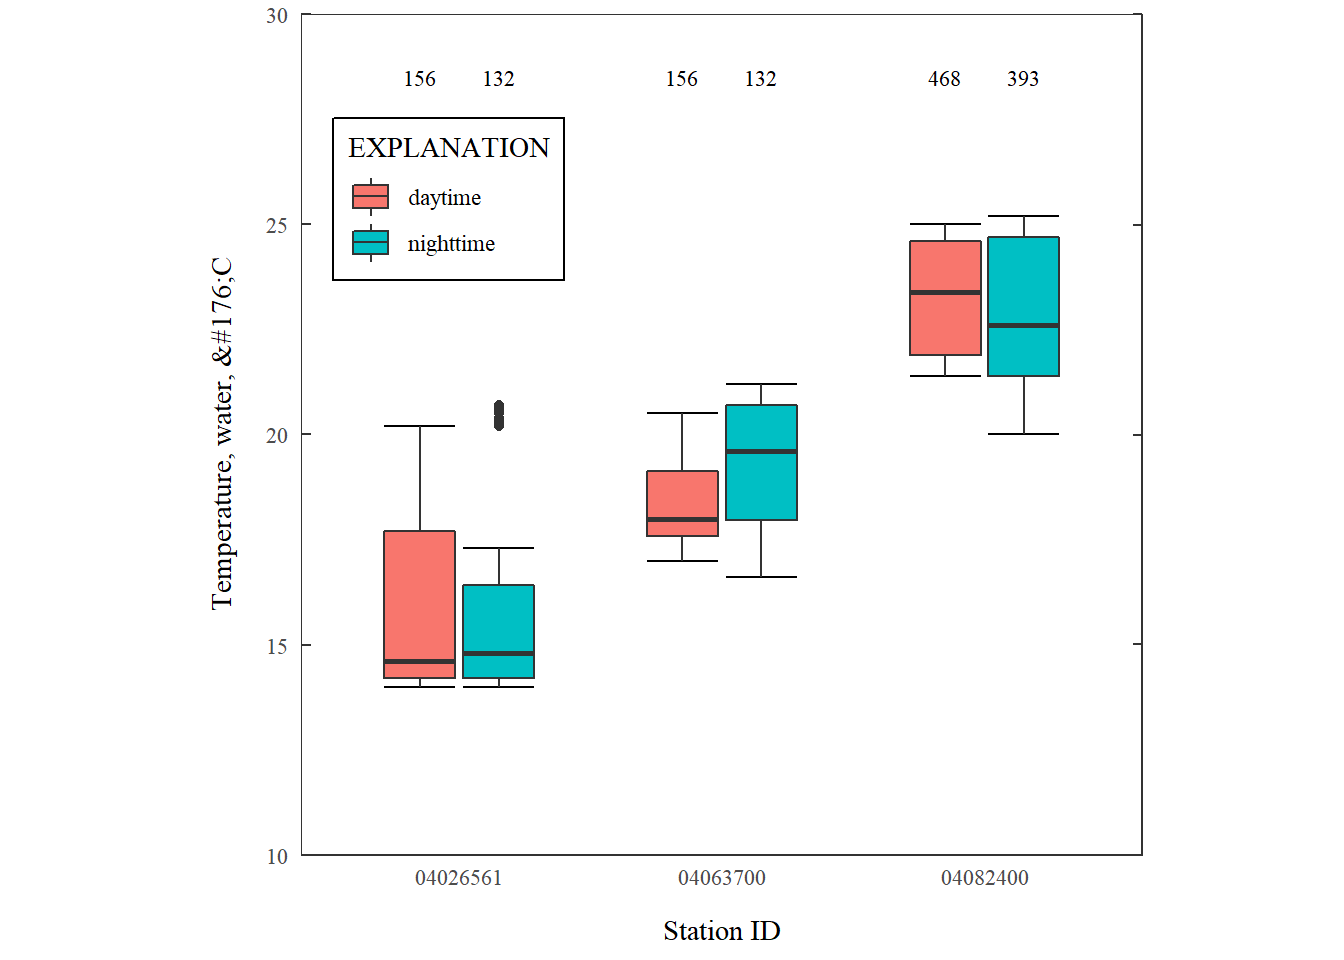 30
156 132 156 132 468 393
EXPLANATION
daytime
nighttime
25
20
15
10
Temperature, water, &#176;C
04026561 04063700 04082400
Station ID